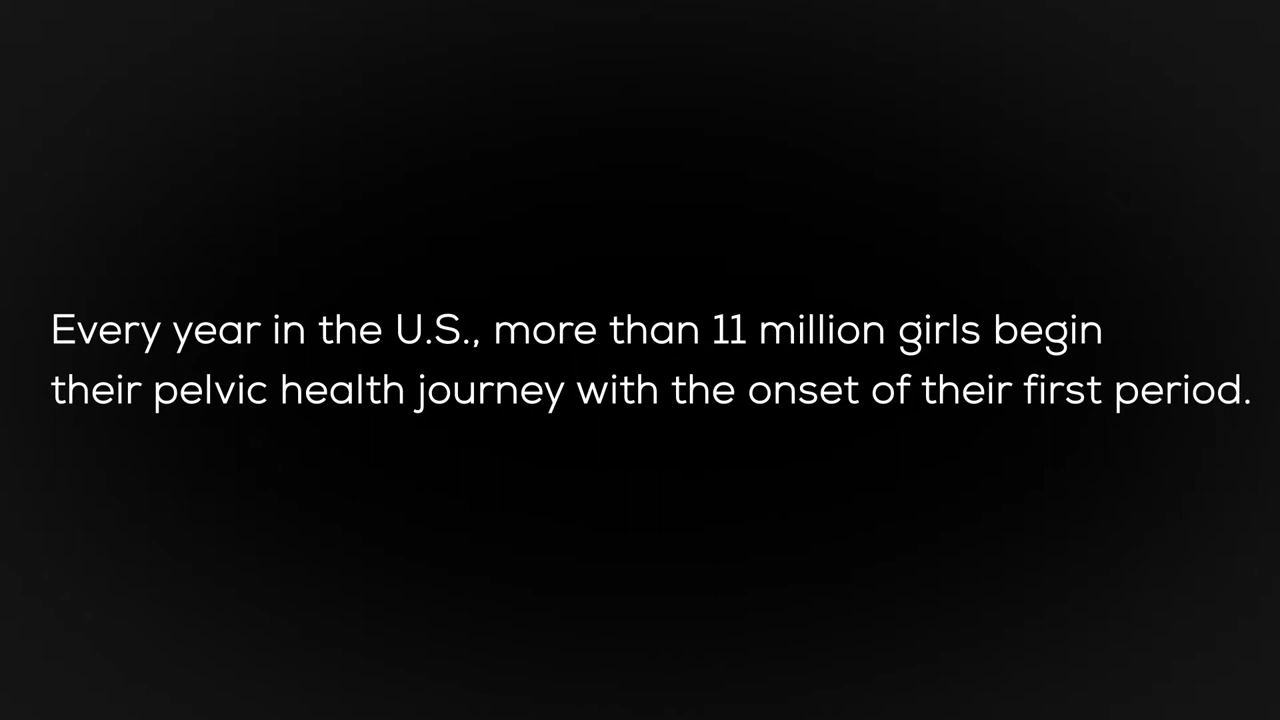 Every year in the U.S., more than 11 million girls begin
their pelvic health journey with the onset of their first period.